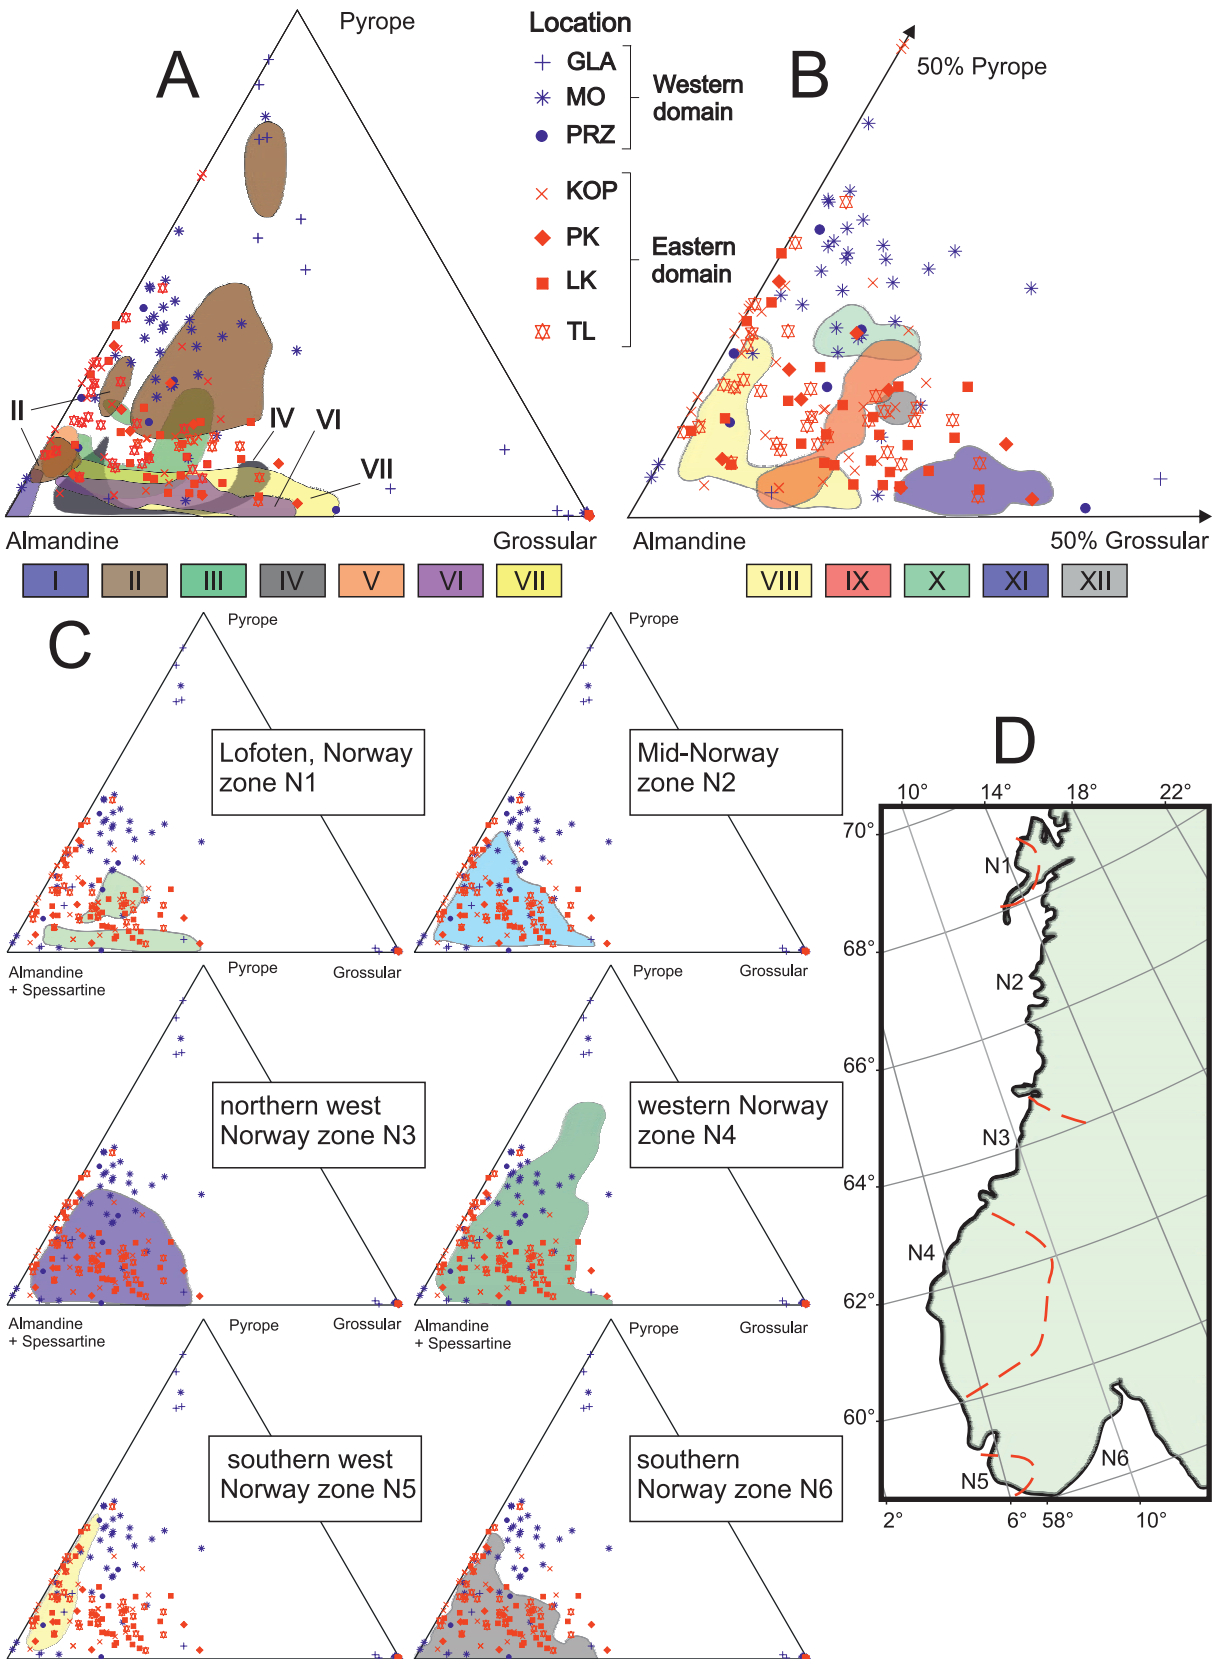 A
Pyrope
Location
GLA
MO
PRZ
Western
domain
KOP
PK
LK
TL
Eastern
domain
II
II
IV
VI
VII
Almandine
Grossular
I
II
III
IV
V
VI
VII
B
50% Pyrope
Almandine
50% Grossular
VIII
IX
X
XI
XII
C
Pyrope
Lofoten, Norway
zone N1
Almandine
+ Spessartine
Grossular
Pyrope
Mid-Norway
zone N2
Pyrope
northern west
Norway zone N3
Almandine
+ Spessartine
Grossular
Pyrope
Grossular
western Norway
zone N4
Almandine
+ Spessartine
Pyrope
southern west
Norway zone N5
Pyrope
southern
Norway zone N6
D
10°
14°
18°
22°
70°
68°
66°
64°
62°
60°
N1
N2
N3
N4
N5
N6
2°
6°
58°
10°